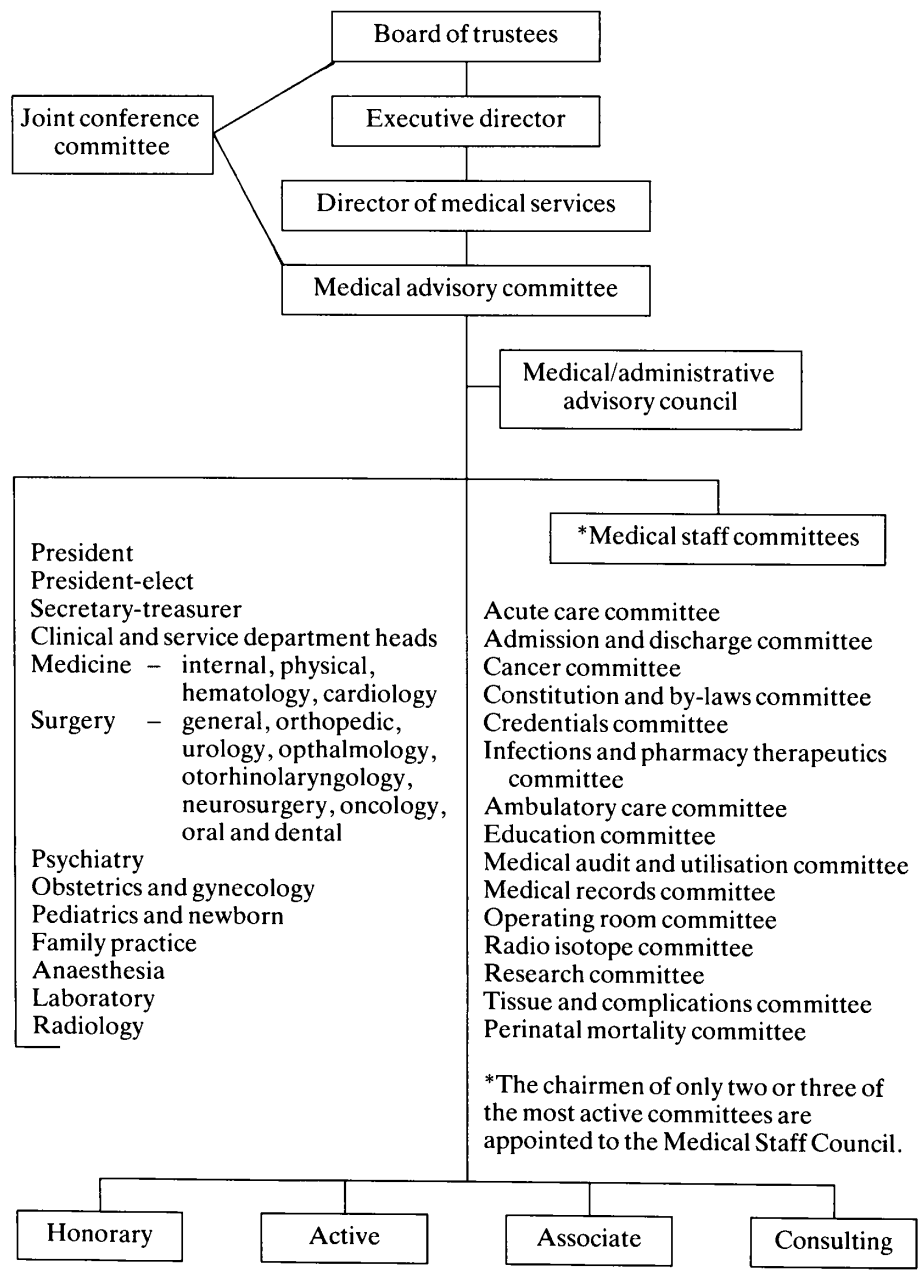 Board of trustees
Joint conference
committee
Executive director
Director of medical services
Medical advisory committee
Medical/administrative
advisory council
*Medical staff committees
President
President-elect
Secretary-treasurer
Clinical and service department heads
Medicine – internal, physical,
hematology, cardiology
Surgery – general, orthopedic,
urology, opthalmology,
otorhinolaryngology,
neurosurgery, oncology,
oral and dental
Psychiatry
Obstetrics and gynecology
Pediatrics and newborn
Family practice
Anaesthesia
Laboratory
Radiology
Acute care committee
Admission and discharge committee
Cancer committee
Constitution and by-laws committee
Credentials committee
Infections and pharmacy therapeutics
committee
Ambulatory care committee
Education committee
Medical audit and utilisation committee
Medical records committee
Operating room committee
Radio isotope committee
Research committee
Tissue and complications committee
Perinatal mortality committee
*The chairmen of only two or three of
the most active committees are
appointed to the Medical Staff Council.
Honorary
Active
Associate
Consulting